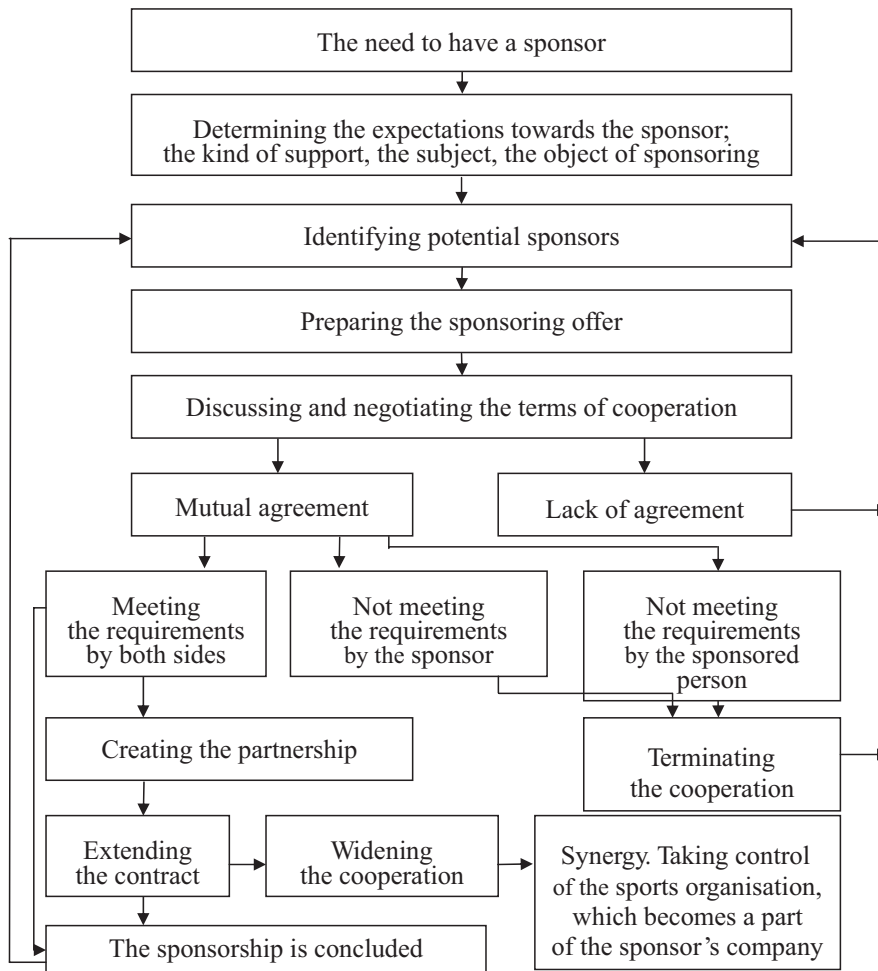 The need to have a sponsor
Determining the expectations towards the sponsor;
the kind of support, the subject, the object of sponsoring
Identifying potential sponsors
Preparing the sponsoring offer
Discussing and negotiating the terms of cooperation
Mutual agreement
Lack of agreement
Meeting
the requirements
by both sides
Not meeting
the requirements
by the sponsor
Not meeting
the requirements
by the sponsored
person
Creating the partnership
Terminating
the cooperation
Extending
the contract
Widening
the cooperation
Synergy. Taking control
of the sports organisation,
which becomes a part
of the sponsor’s company
The sponsorship is concluded